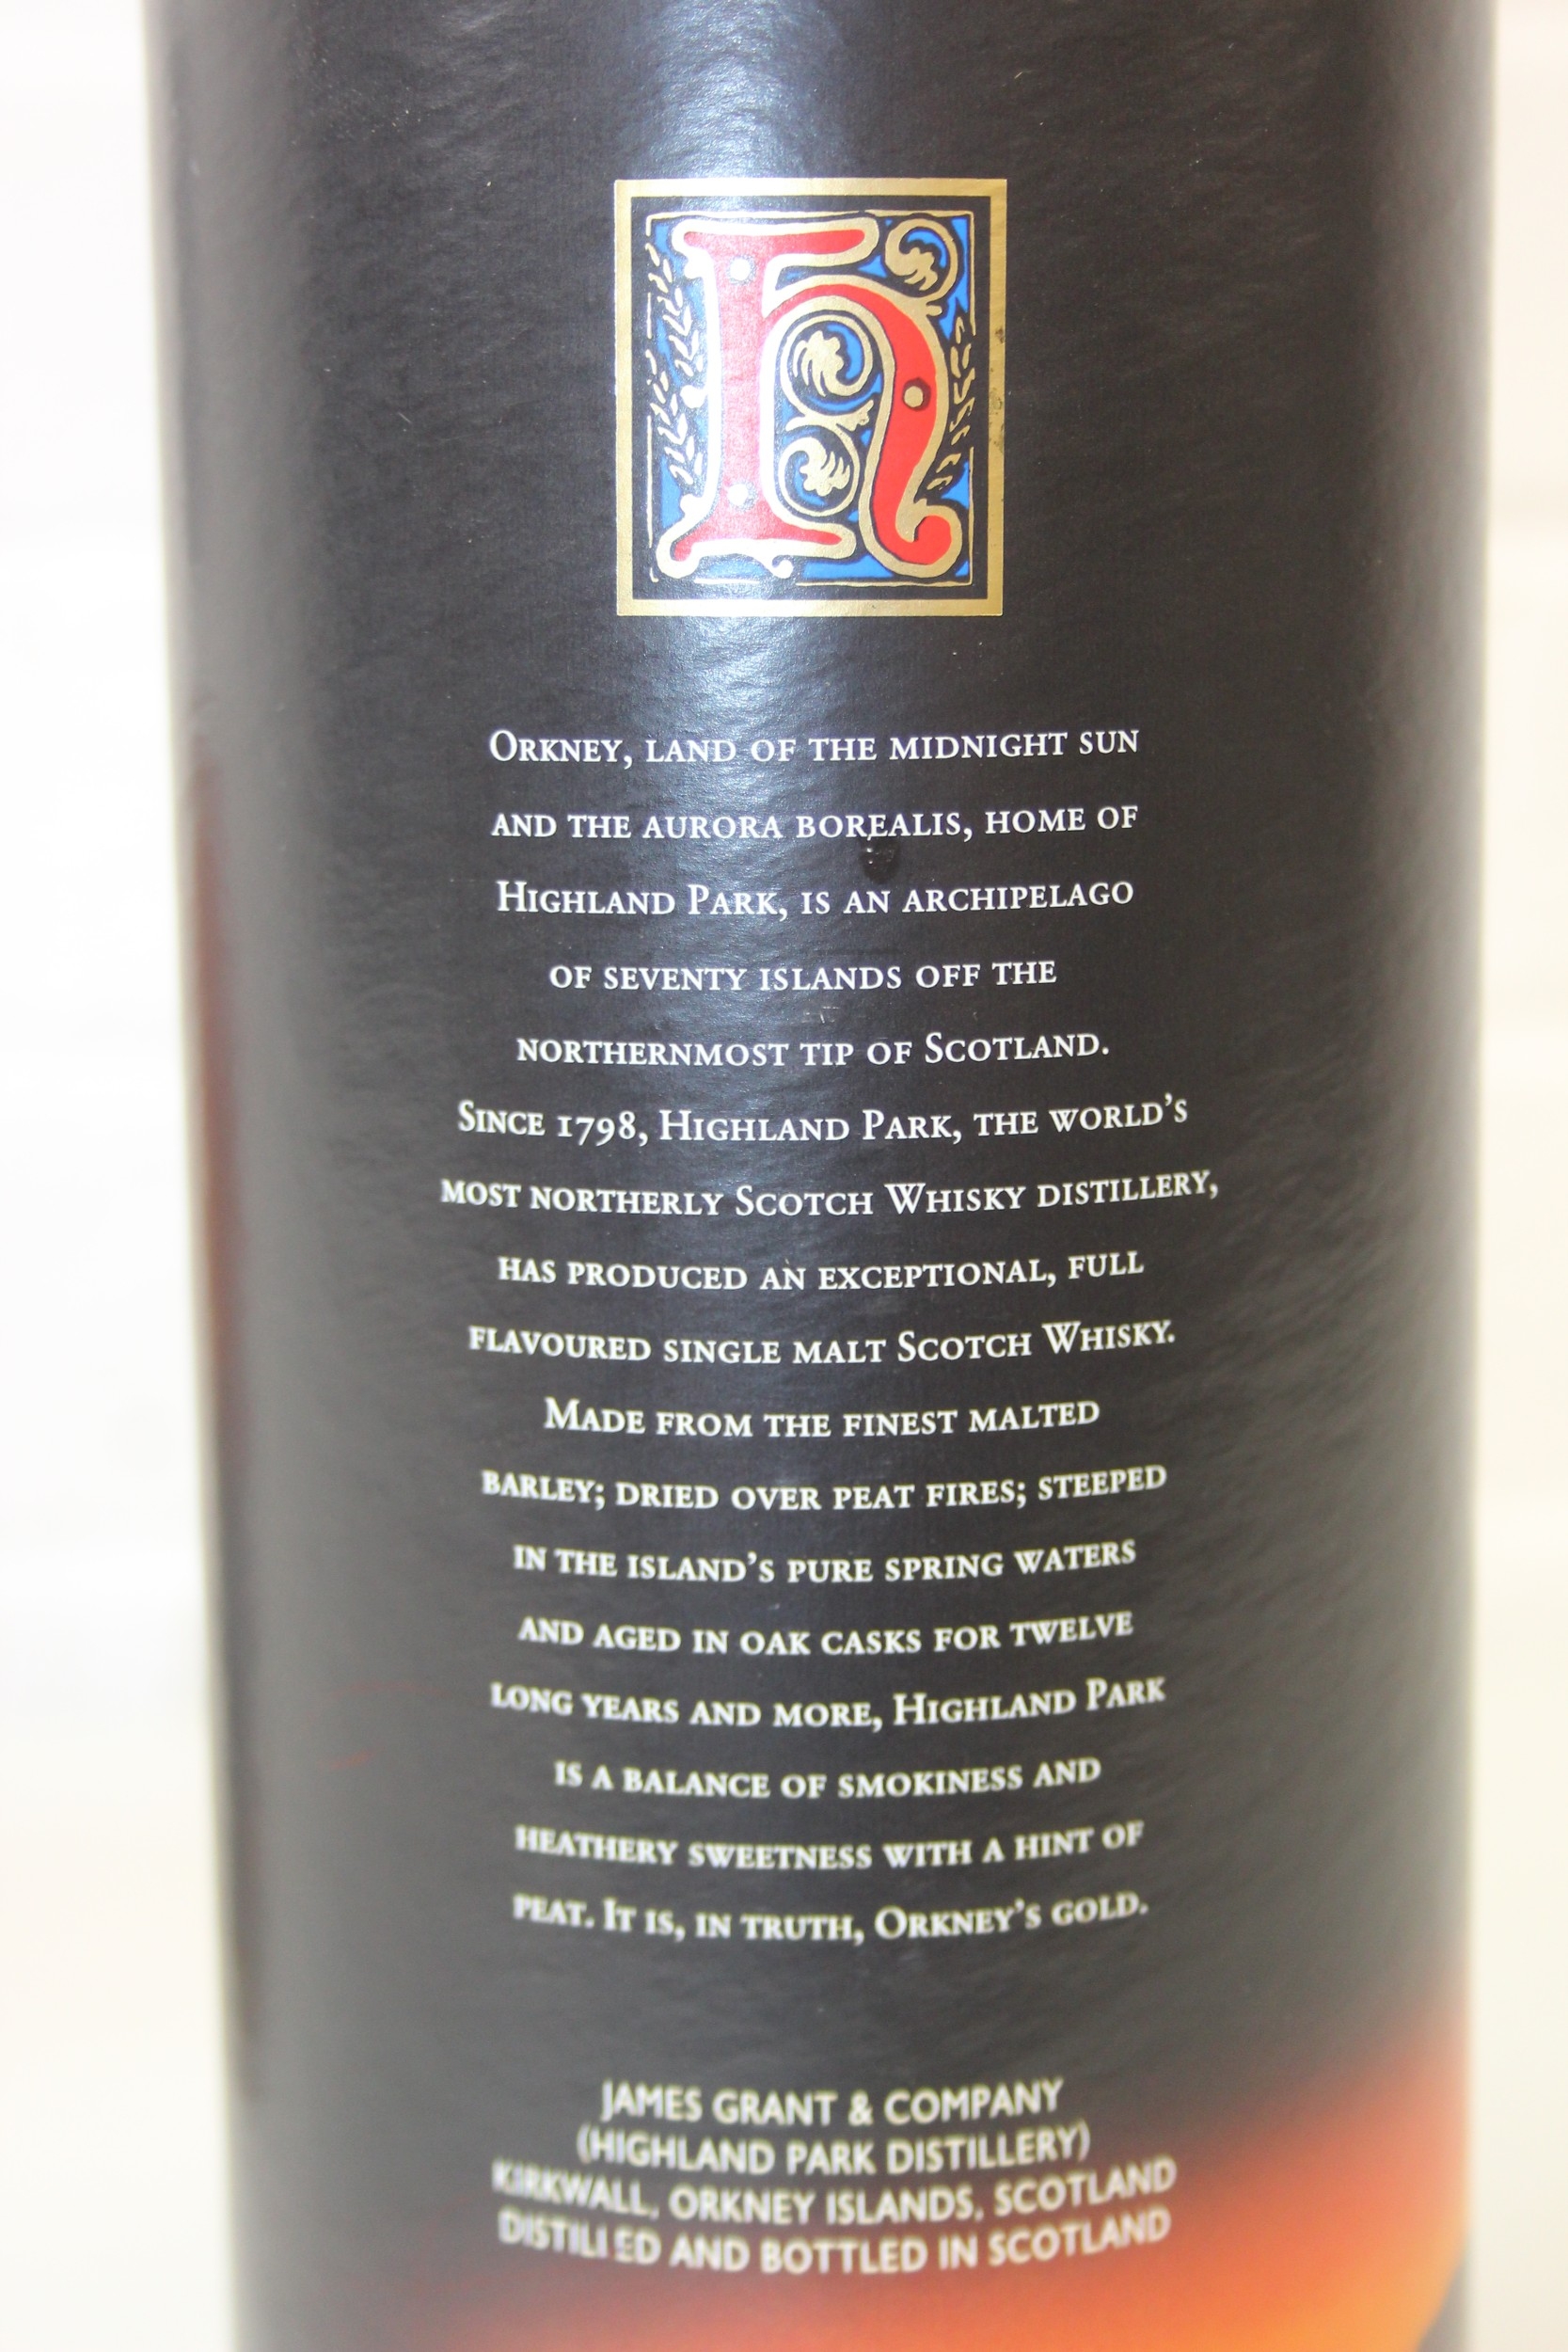 H
Orkney, land of the midnight sun
and the aurora borealis, home of
Highland Park, is an archipelago
of seventy islands off the
northernmost tip of Scotland.
Since 1798, Highland Park, the world's
most northerly Scotch Whisky distillery,
has produced an exceptional, full
flavoured single malt Scotch Whisky.
Made from the finest malted
barley; dried over peat fires; steeped
in the island's pure spring waters
and aged in oak casks for twelve
long years and more, Highland Park
is a balance of smokiness and
heathery sweetness with a hint of
peat. It is, in truth, Orkney's gold.
JAMES GRANT & COMPANY
(HIGHLAND PARK DISTILLERY)
KIRKWALL, ORKNEY ISLANDS, SCOTLAND
DISTILLED AND BOTTLED IN SCOTLAND